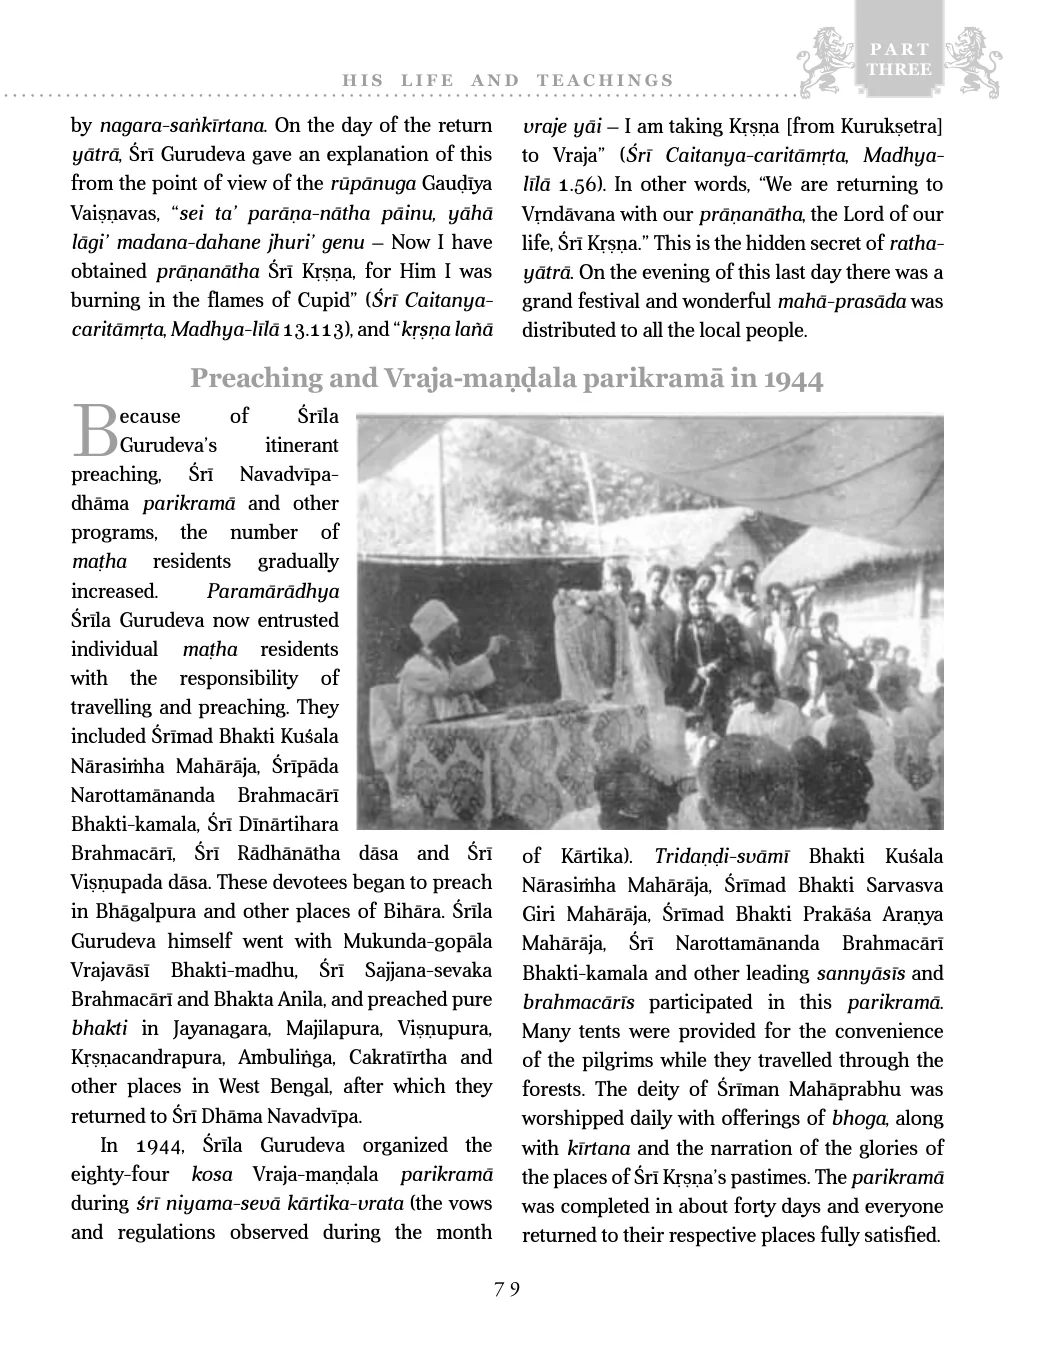 PART
THREE
HIS LIFE AND TEACHINGS
by nagara-saṅkīrtana. On the day of the return
yātrā, Śrī Gurudeva gave an explanation of this
from the point of view of the rūpānuga Gauḍīya
Vaiṣṇavas, “sei ta’ parāṇa-nātha pāinu, yāhā
lāgi’ madana-dahane jhuri’ genu – Now I have
obtained prāṇanātha Śrī Kṛṣṇa, for Him I was
burning in the flames of Cupid” (Śrī Caitanya-
caritāmṛta, Madhya-līlā 13.113), and “kṛṣṇa lañā
vraje yāi – I am taking Kṛṣṇa [from Kurukṣetra]
to Vraja” (Śrī Caitanya-caritāmṛta, Madhya-
līlā 1.56). In other words, “We are returning to
Vṛndāvana with our prāṇanātha, the Lord of our
life, Śrī Kṛṣṇa.” This is the hidden secret of ratha-
yātrā. On the evening of this last day there was a
grand festival and wonderful mahā-prasāda was
distributed to all the local people.
Preaching and Vraja-maṇḍala parikramā in 1944
Because of Śrīla
Gurudeva’s itinerant
preaching, Śrī Navadvīpa-
dhāma parikramā and other
programs, the number of
maṭha residents gradually
increased. Paramārādhya
Śrīla Gurudeva now entrusted
individual maṭha residents
with the responsibility of
travelling and preaching. They
included Śrīmad Bhakti Kuśala
Nārasiṁha Mahārāja, Śrīpāda
Narottamānanda Brahmacārī
Bhakti-kamala, Śrī Dīnārtihara
Brahmacārī, Śrī Rādhānātha dāsa and Śrī
Viṣṇupada dāsa. These devotees began to preach
in Bhāgalpura and other places of Bihāra. Śrīla
Gurudeva himself went with Mukunda-gopāla
Vrajavāsī Bhakti-madhu, Śrī Sajjana-sevaka
Brahmacārī and Bhakta Anila, and preached pure
bhakti in Jayanagara, Majilapura, Viṣṇupura,
Kṛṣṇacandrapura, Ambuliṅga, Cakratīrtha and
other places in West Bengal, after which they
returned to Śrī Dhāma Navadvīpa.
In 1944, Śrīla Gurudeva organized the
eighty-four kosa Vraja-maṇḍala parikramā
during śrī niyama-sevā kārtika-vrata (the vows
and regulations observed during the month
of Kārtika). Tridaṇḍi-svāmī Bhakti Kuśala
Nārasiṁha Mahārāja, Śrīmad Bhakti Sarvasva
Giri Mahārāja, Śrīmad Bhakti Prakāśa Araṇya
Mahārāja, Śrī Narottamānanda Brahmacārī
Bhakti-kamala and other leading sannyāsīs and
brahmacārīs participated in this parikramā.
Many tents were provided for the convenience
of the pilgrims while they travelled through the
forests. The deity of Śrīman Mahāprabhu was
worshipped daily with offerings of bhoga, along
with kīrtana and the narration of the glories of
the places of Śrī Kṛṣṇa’s pastimes. The parikramā
was completed in about forty days and everyone
returned to their respective places fully satisfied.
79